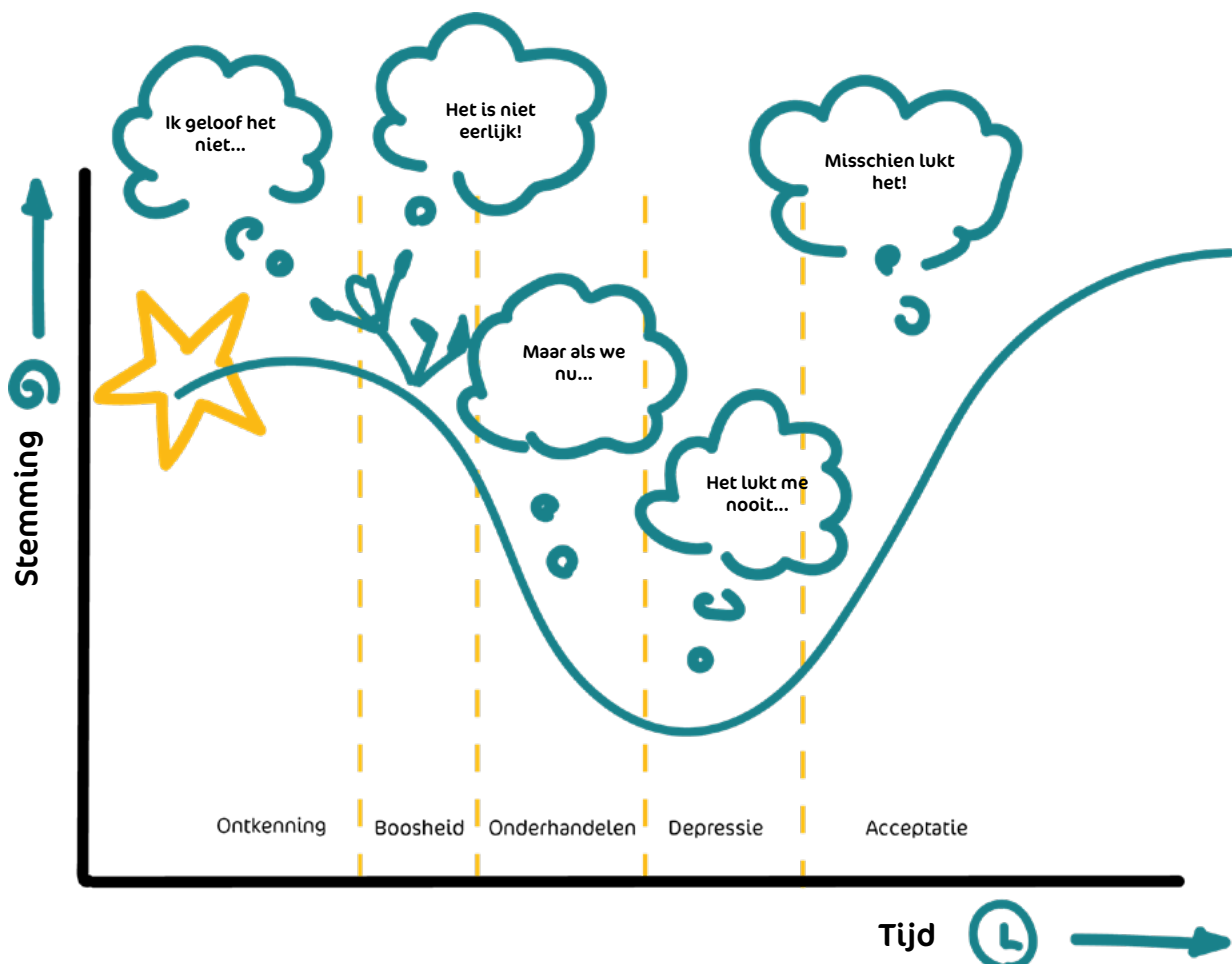 Ik geloof het
niet...
Het is niet
eerlijk!
Misschien lukt
het!
Maar als we
nu...
Het lukt me
nooit...
Stemming
Ontkenning
Boosheid
Onderhandelen
Depressie
Acceptatie
Tijd